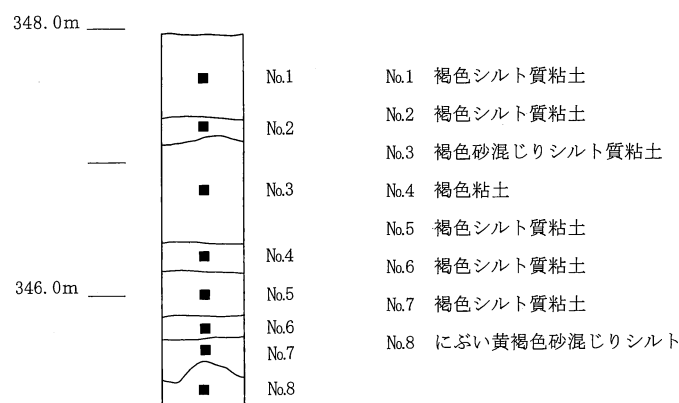 348.0m
346.0m
No.1
No.2
No.3
No.4
No.5
No.6
No.7
No.8
No.1 褐色シルト質粘土
No.2 褐色シルト質粘土
No.3 褐色砂混じりシルト質粘土
No.4 褐色粘土
No.5 褐色シルト質粘土
No.6 褐色シルト質粘土
No.7 褐色シルト質粘土
No.8 にぶい黄褐色砂混じりシルト